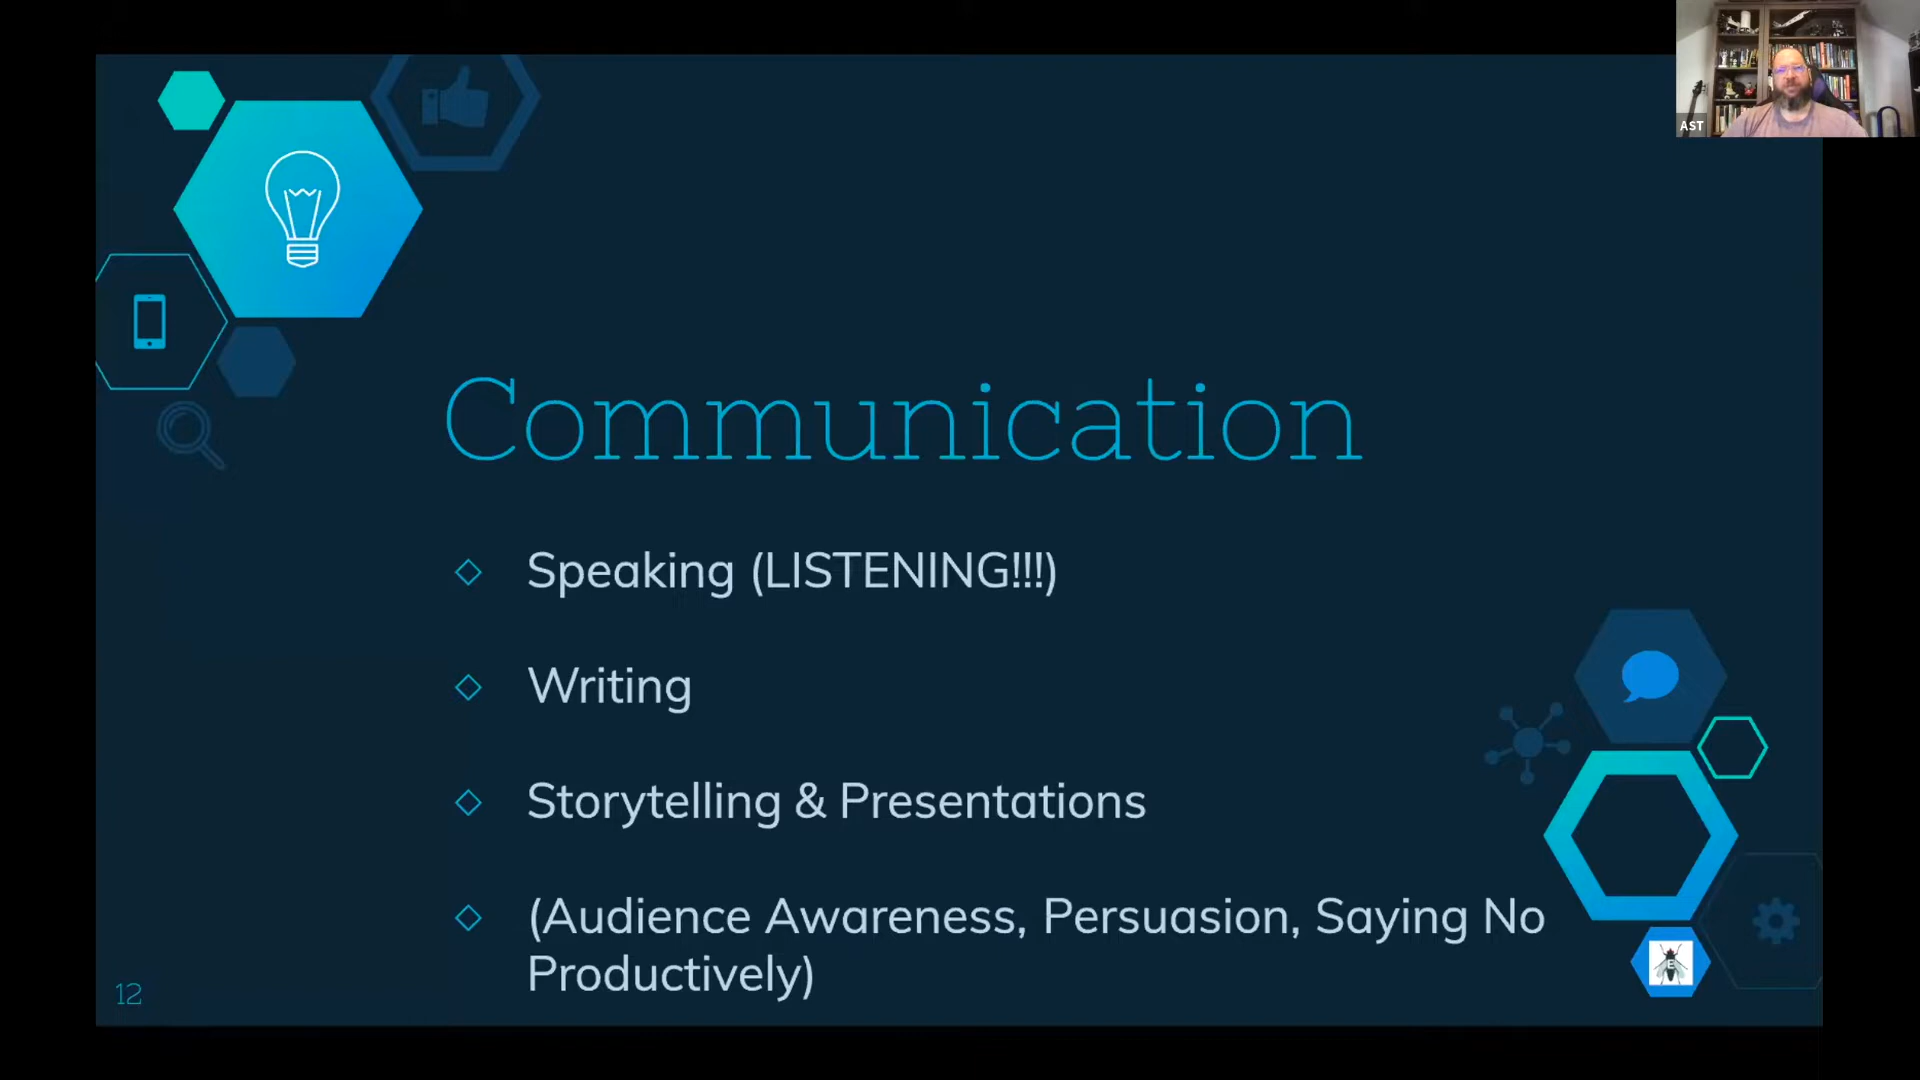 AST
Communication
Speaking (LISTENING!!!)
Writing
Storytelling & Presentations
(Audience Awareness, Persuasion, Saying No
Productively)
12
E